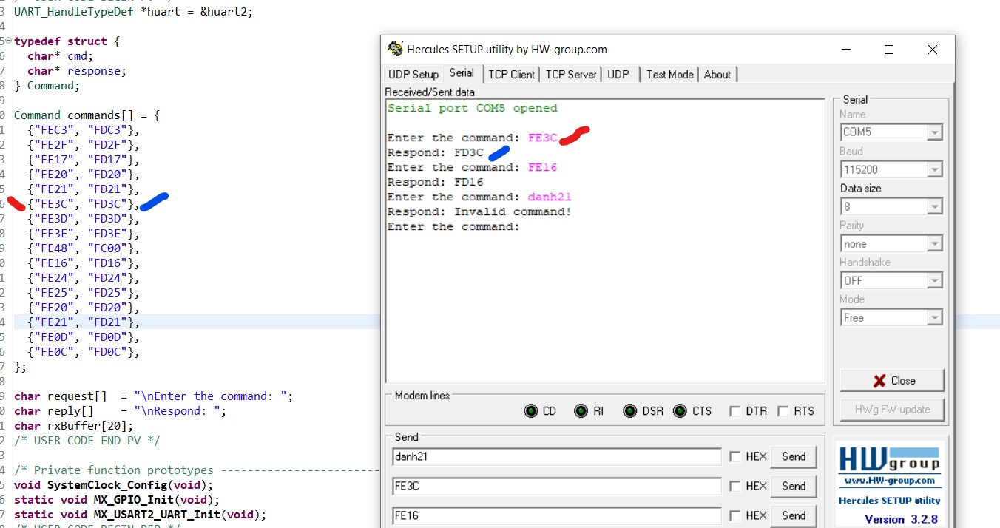 UART_HandleTypeDef *huart = &huart2;
typedef struct {
char* cmd;
char* response;
} Command;
Command commands[] = {
{"FEC3", "FDC3"},
{"FE2F", "FD2F"},
{"FE17", "FD17"},
{"FE20", "FD20"},
{"FE21", "FD21"},
{"FE3C", "FD3C"},
{"FE3D", "FD3D"},
{"FE3E", "FD3E"},
{"FE48", "FC00"},
{"FE16", "FD16"},
{"FE24", "FD24"},
{"FE25", "FD25"},
{"FE20", "FD20"},
{"FE21", "FD21"},
{"FE0D", "FD0D"},
{"FE0C", "FD0C"},
};
char request[]  = "\nEnter the command: ";
char reply[]    = "\nRespond: ";
char rxBuffer[20];
/* USER CODE END PV */
/* Private function prototypes -----------------------
void SystemClock_Config(void);
static void MX_GPIO_Init(void);
static void MX_USART2_UART_Init(void);
Hercules SETUP utility by HW-group.com
UDP Setup Serial TCP Client TCP Server UDP Test Mode About
Received/Sent data
Serial port COM5 opened
Enter the command: FE3C
Respond: FD3C
Enter the command: FE16
Respond: FD16
Enter the command: danh21
Respond: Invalid command!
Enter the command:
Serial
Name
COM5
Baud
115200
Data size
8
Parity
none
Handshake
OFF
Mode
Free
Close
HWg FW update
Modem lines
CD RI DSR CTS DTR RTS
Send
danh21 HEX Send
FE3C HEX Send
FE16 HEX Send
HW group
www.HW-group.com
Hercules SETUP utility
Version 3.2.8